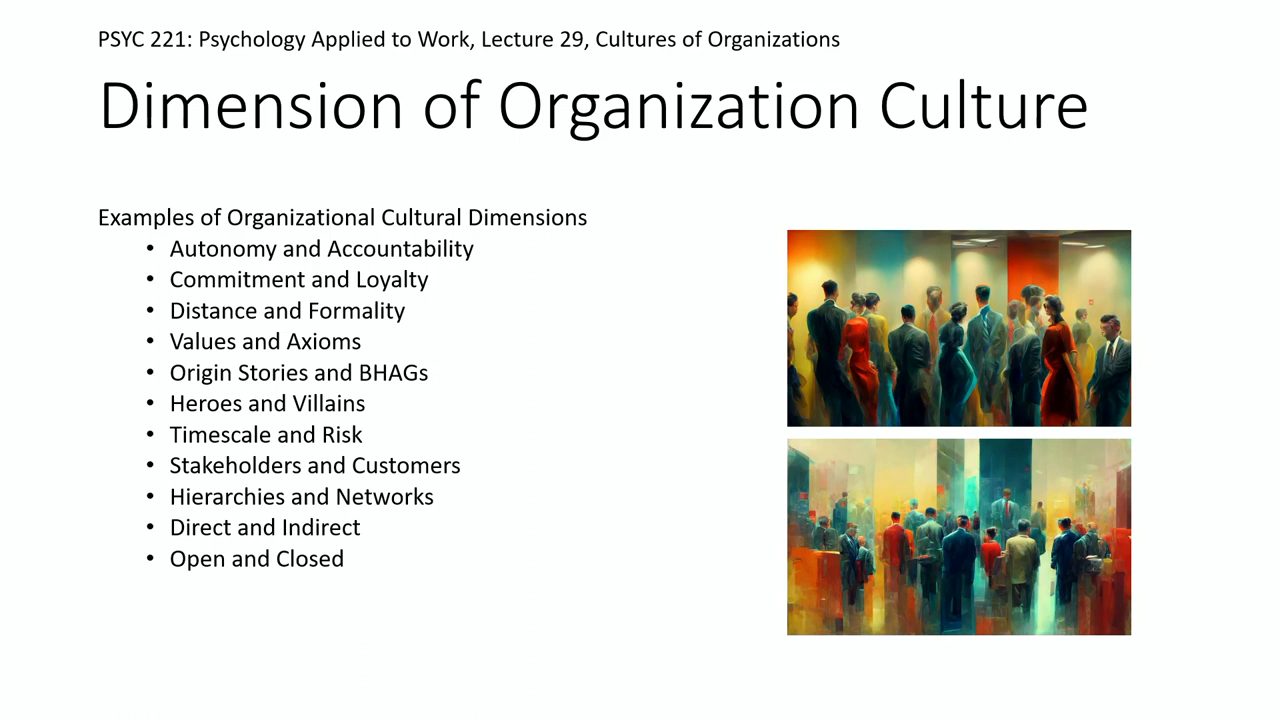 PSYC 221: Psychology Applied to Work, Lecture 29, Cultures of Organizations
Dimension of Organization Culture
Examples of Organizational Cultural Dimensions
• Autonomy and Accountability
• Commitment and Loyalty
• Distance and Formality
• Values and Axioms
• Origin Stories and BHAGs
• Heroes and Villains
• Timescale and Risk
• Stakeholders and Customers
• Hierarchies and Networks
• Direct and Indirect
• Open and Closed